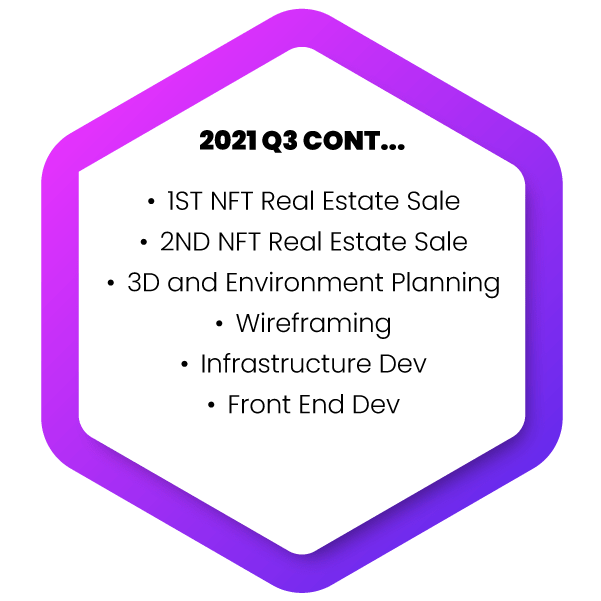 2021 Q3 CONT...
• 1ST NFT Real Estate Sale
• 2ND NFT Real Estate Sale
• 3D and Environment Planning
• Wireframing
• Infrastructure Dev
• Front End Dev